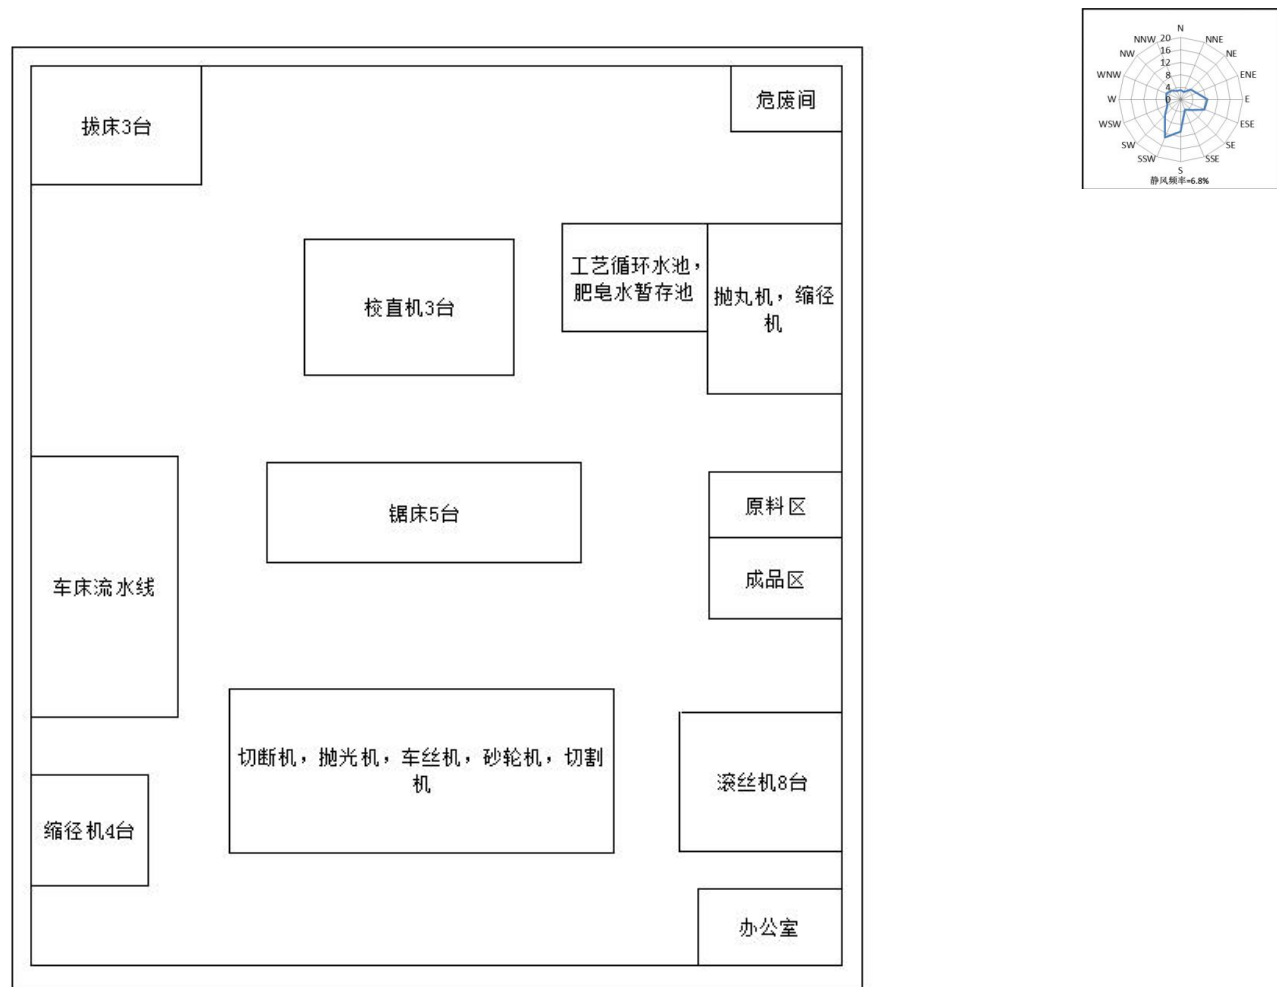 拔床3台
危废间
工艺循环水池，
肥皂水暂存池
抛丸机，缩径
机
校直机3台
原料区
锯床5台
成品区
车床流水线
切断机，抛光机，车丝机，砂轮机，切割
机
滚丝机8台
缩径机4台
办公室
N
NNW
20
NNE
NW
16
NE
12
WNW
8
ENE
4
W
0
E
WSW
ESE
SW
SE
SSW
SSE
S
静风频率=6.8%